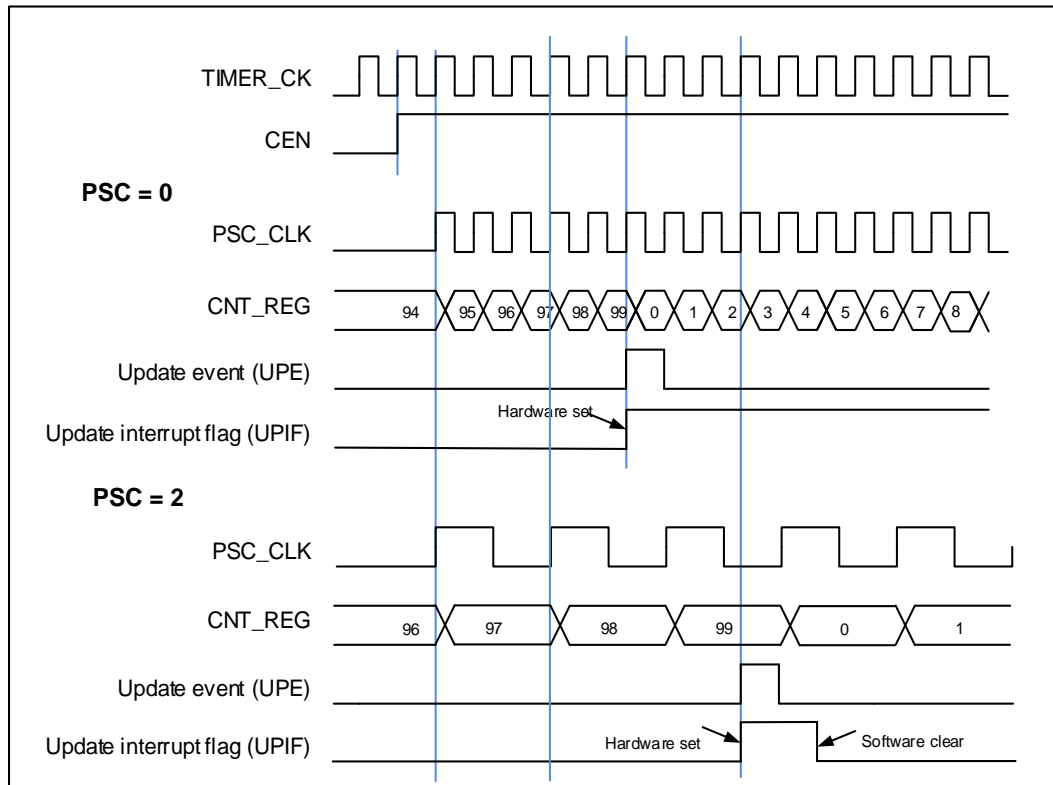 TIMER_CK
CEN
PSC = 0
PSC_CLK
CNT_REG 94 95 96 97 98 99 0 1 2 3 4 5 6 7 8
Update event (UPE)
Hardware set
Update interrupt flag (UPIF)
PSC = 2
PSC_CLK
CNT_REG 96 97 98 99 0 1
Update event (UPE)
Update interrupt flag (UPIF) Hardware set Software clear